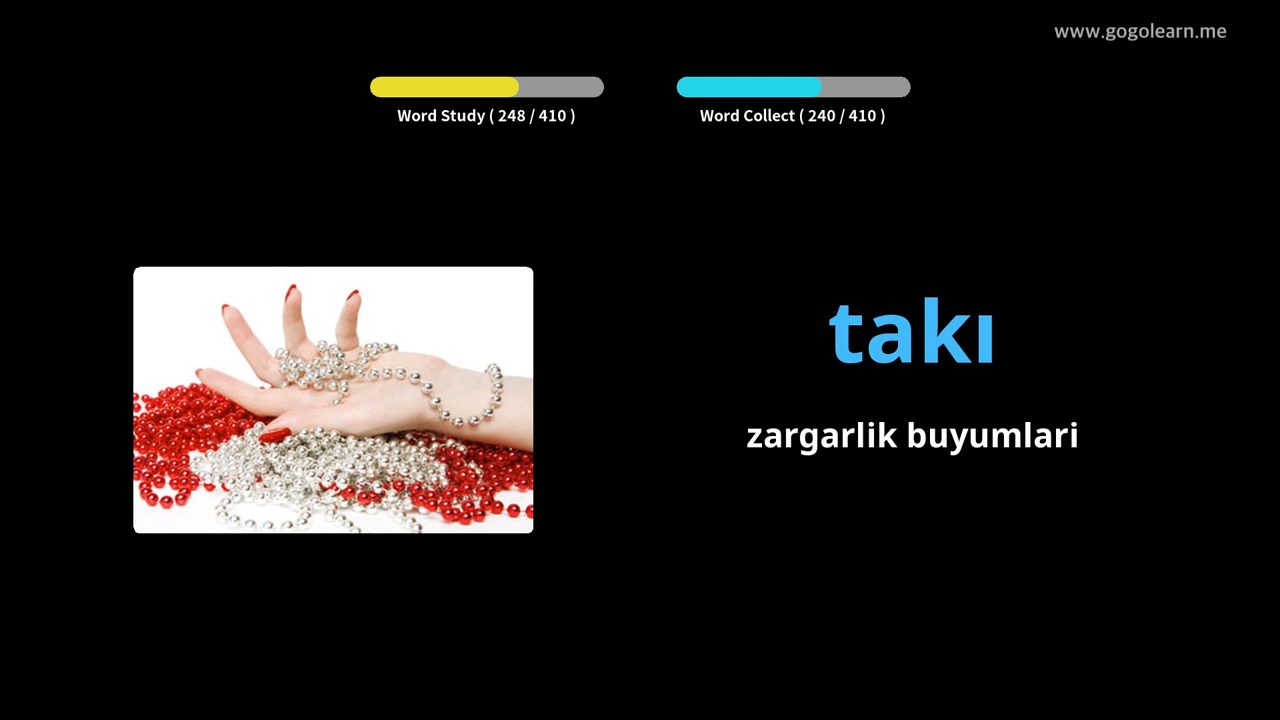 www.gogolearn.me
Word Study ( 248 / 410 )
Word Collect ( 240 / 410 )
takı
zargarlik buyumlari